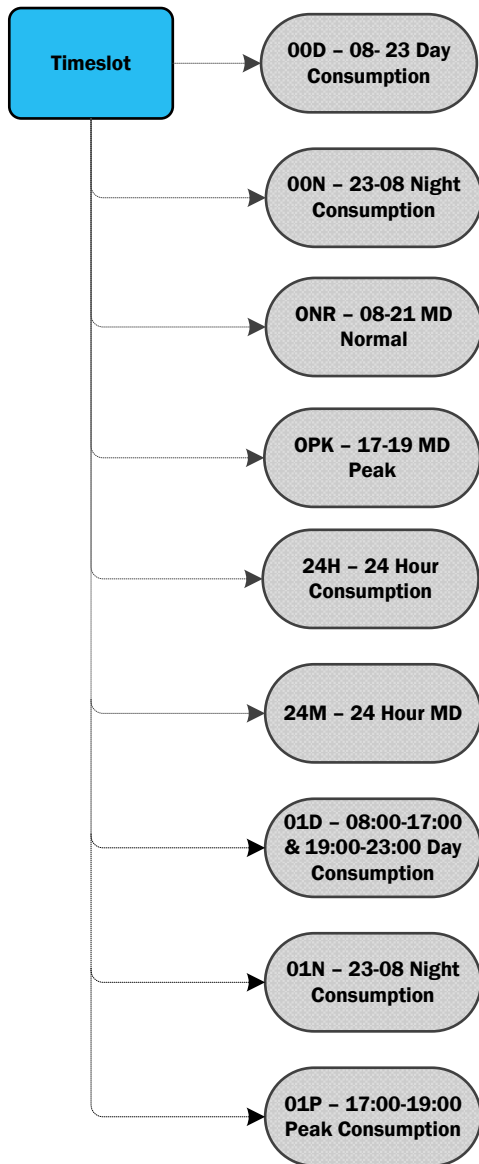 Timeslot
00D – 08- 23 Day
Consumption
00N – 23-08 Night
Consumption
ONR – 08-21 MD
Normal
OPK – 17-19 MD
Peak
24H – 24 Hour
Consumption
24M – 24 Hour MD
01D – 08:00-17:00
& 19:00-23:00 Day
Consumption
01N – 23-08 Night
Consumption
01P – 17:00-19:00
Peak Consumption